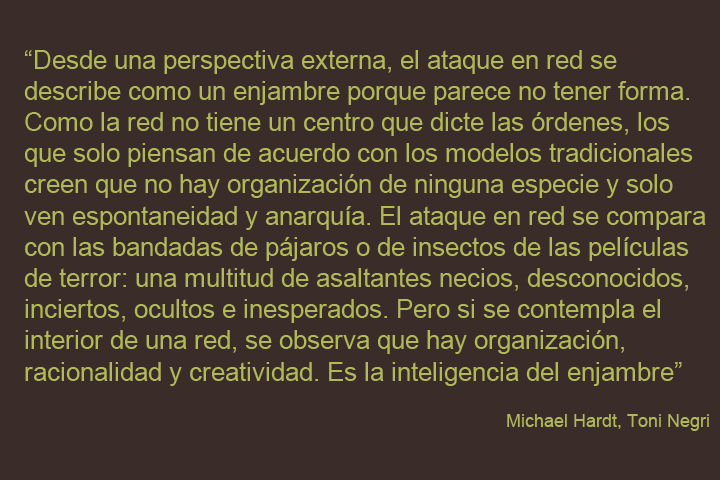 “Desde una perspectiva externa, el ataque en red se
describe como un enjambre porque parece no tener forma.
Como la red no tiene un centro que dicte las órdenes, los
que solo piensan de acuerdo con los modelos tradicionales
creen que no hay organización de ninguna especie y solo
ven espontaneidad y anarquía. El ataque en red se compara
con las bandadas de pájaros o de insectos de las películas
de terror: una multitud de asaltantes necios, desconocidos,
inciertos, ocultos e inesperados. Pero si se contempla el
interior de una red, se observa que hay organización,
racionalidad y creatividad. Es la inteligencia del enjambre”
Michael Hardt, Toni Negri